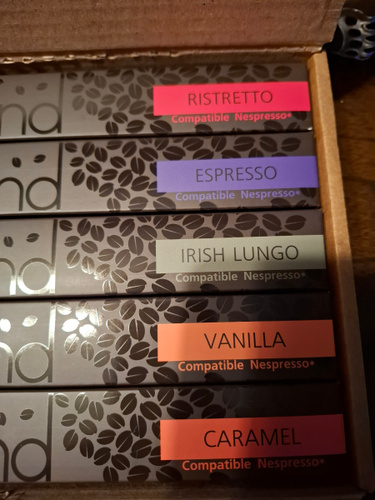 RISTRETTO
Compatible Nespresso*
ESPRESSO
Compatible Nespresso*
IRISH LUNGO
Compatible Nespresso*
VANILLA
Compatible Nespresso*
CARAMEL
Compatible Nespresso*